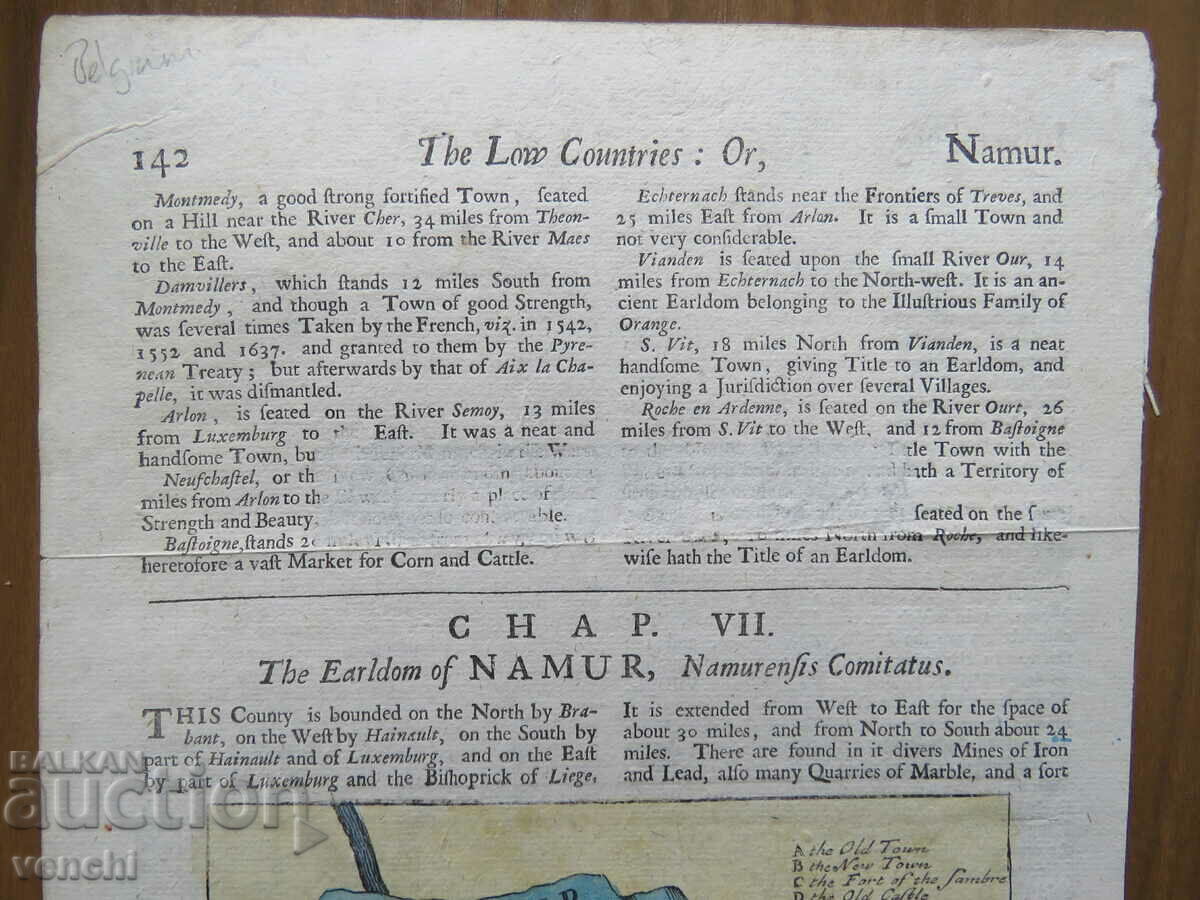 Belgium
142
The Low Countries : Or,
Namur.
Montmedy, a good ſtrong fortified Town, ſeated
on a Hill near the River Cher, 34 miles from Theon-
ville to the Weſt, and about 10 from the River Maes
to the Eaſt.
Damvillers, which ſtands 12 miles South from
Montmedy, and though a Town of good Strength,
was ſeveral times Taken by the French, viz. in 1542,
1552 and 1637. and granted to them by the Pyre-
nean Treaty; but afterwards by that of Aix la Cha-
pelle, it was diſmantled.
Arlon, is ſeated on the River Semoy, 13 miles
from Luxemburg to the Eaſt. It was a neat and
handſome Town, bu
Neufchaſtel, or th
miles from Arlon to the
Strength and Beauty.
Baſtoigne, ſtands
heretofore a vaſt Market for Corn and Cattle.
Echternach ſtands near the Frontiers of Treves, and
25 miles Eaſt from Arlon. It is a ſmall Town and
not very conſiderable.
Vianden is ſeated upon the ſmall River Our, 14
miles from Echternach to the North-weſt. It is an an-
cient Earldom belonging to the Illuſtrious Family of
Orange.
S. Vit, 18 miles North from Vianden, is a neat
handſome Town, giving Title to an Earldom, and
enjoying a Juriſdiction over ſeveral Villages.
Roche en Ardenne, is ſeated on the River Ourt, 26
miles from S. Vit to the Weſt, and 12 from Baſtoigne
Title Town with the
hath a Territory of
ſeated on the ſ
miles North from Roche, and like-
wiſe hath the Title of an Earldom.
CHAP. VII.
The Earldom of NAMUR, Namurenſis Comitatus.
THIS County is bounded on the North by Bra-
bant, on the Weſt by Hainault, on the South by
part of Hainault and of Luxemburg, and on the Eaſt
by part of Luxemburg and the Biſhoprick of Liege,
It is extended from Weſt to Eaſt for the ſpace of
about 30 miles, and from North to South about 24
miles. There are found in it divers Mines of Iron
and Lead, alſo many Quarries of Marble, and a ſort
A the Old Town
B the New Town
C the Fort of the Sambre
D the Old Caſtle
BALKAN
auction
venchi